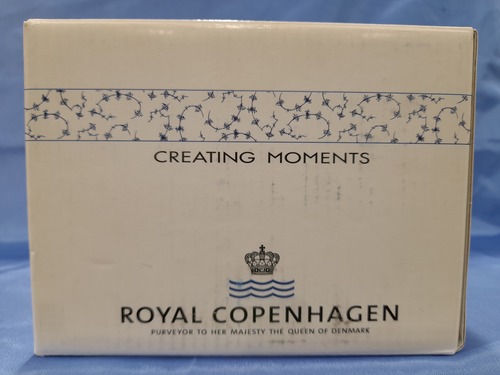 CREATING MOMENTS
ROYAL COPENHAGEN
PURVEYOR TO HER MAJESTY THE QUEEN OF DENMARK